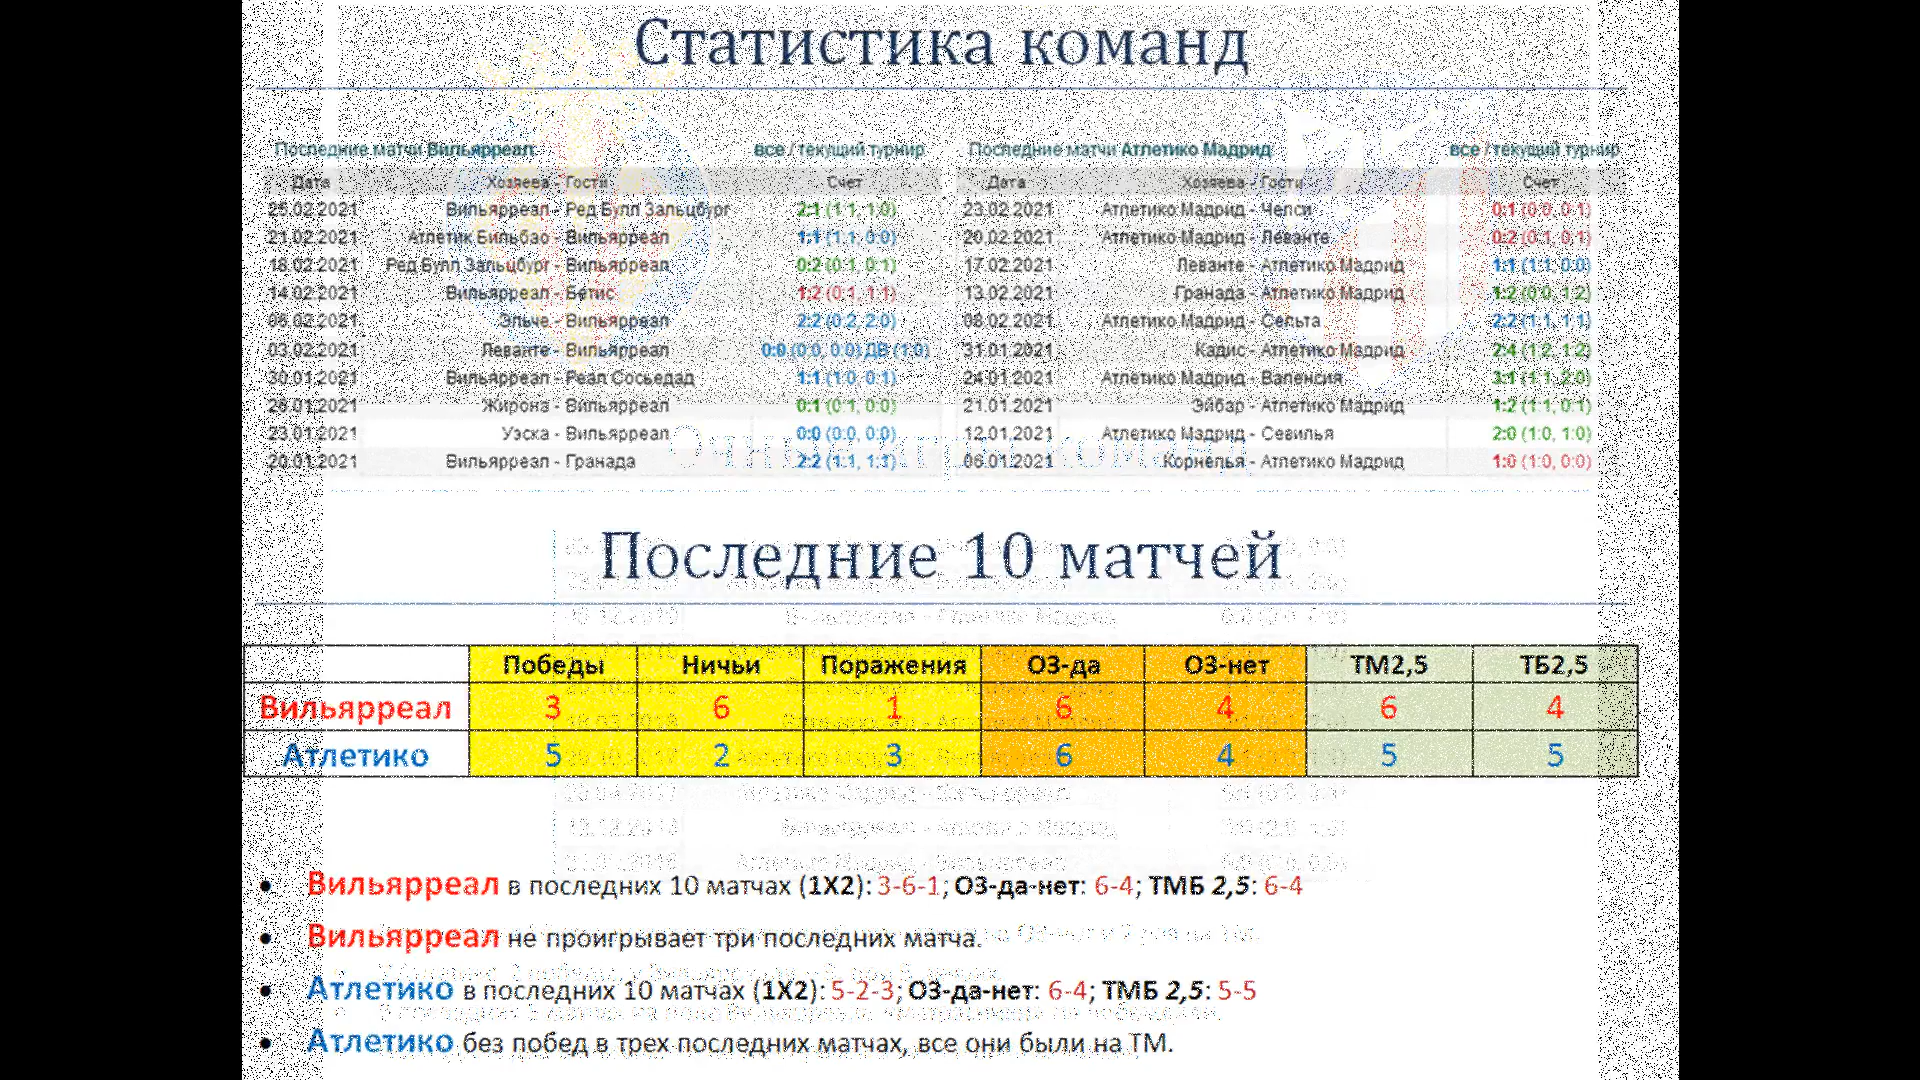 Статистика команд
Последние матчи Вильярреал все / текущий турнир Последние матчи Атлетико Мадрид все / текущий турнир
Дата Хозяева - Гости Счет Дата Хозяева - Гости Счет
25.02.2021 Вильярреал - Ред Булл Зальцбург 2:1 (1:1, 1:0) 23.02.2021 Атлетико Мадрид - Челси 0:1 (0:0, 0:1)
21.02.2021 Атлетик Бильбао - Вильярреал 1:1 (1:1, 0:0) 20.02.2021 Атлетико Мадрид - Леванте 0:2 (0:1, 0:1)
18.02.2021 Ред Булл Зальцбург - Вильярреал 0:2 (0:1, 0:1) 17.02.2021 Леванте - Атлетико Мадрид 1:1 (1:1, 0:0)
14.02.2021 Вильярреал - Бетис 1:2 (0:1, 1:1) 13.02.2021 Гранада - Атлетико Мадрид 1:2 (0:0, 1:2)
06.02.2021 Эльче - Вильярреал 2:2 (0:2, 2:0) 08.02.2021 Атлетико Мадрид - Сельта 2:2 (1:1, 1:1)
03.02.2021 Леванте - Вильярреал 0:0 (0:0, 0:0) ДВ (1:0) 31.01.2021 Кадис - Атлетико Мадрид 2:4 (1:2, 1:2)
30.01.2021 Вильярреал - Реал Сосьедад 1:1 (1:0, 0:1) 24.01.2021 Атлетико Мадрид - Валенсия 3:1 (1:1, 2:0)
28.01.2021 Жирона - Вильярреал 0:1 (0:1, 0:0) 21.01.2021 Эйбар - Атлетико Мадрид 1:2 (1:1, 0:1)
23.01.2021 Уэска - Вильярреал 0:0 (0:0, 0:0) 12.01.2021 Атлетико Мадрид - Севилья 2:0 (1:0, 1:0)
Очные игры команд
20.01.2021 Вильярреал - Гранада 2:2 (1:1, 1:1) 06.01.2021 Корнелья - Атлетико Мадрид 1:0 (1:0, 0:0)
Последние 10 матчей
Победы Ничьи Поражения ОЗ-да ОЗ-нет ТМ2,5 ТБ2,5
Вильярреал 3 6 1 6 4 6 4
Атлетико 5 2 3 6 4 5 5
• Вильярреал в последних 10 матчах (1Х2): 3-6-1; ОЗ-да-нет: 6-4; ТМБ 2,5: 6-4
• Вильярреал не проигрывает три последних матча.
• Атлетико в последних 10 матчах (1Х2): 5-2-3; ОЗ-да-нет: 6-4; ТМБ 2,5: 5-5
• Атлетико без побед в трех последних матчах, все они были на ТМ.